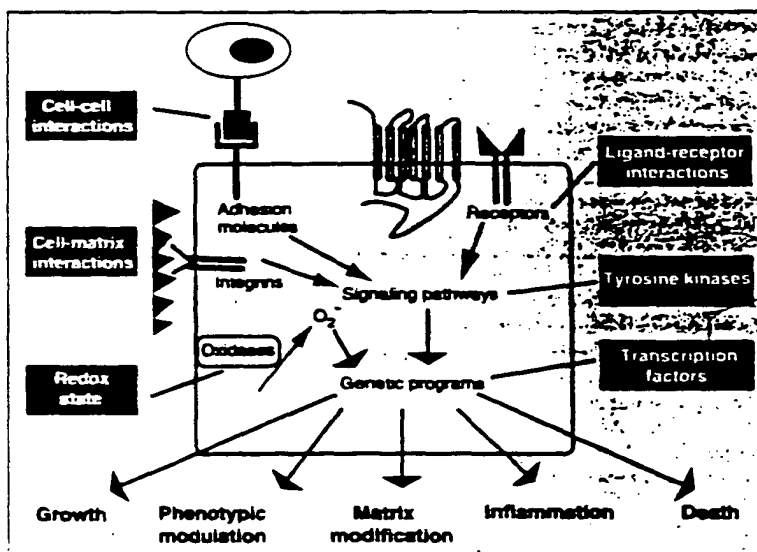 Cell-cell
interactions
Ligand-receptor
interactions
Adhesion
molecules
Receptors
Cell-matrix
interactions
Integrins
Signaling pathways
Tyrosine kinases
O2-
Oxidases
Redox
state
Genetic programs
Transcription
factors
Growth
Phenotypic
modulation
Matrix
modification
Inflammation
Death